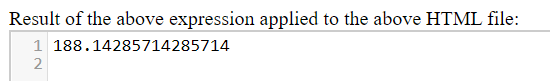 Result of the above expression applied to the above HTML file:
1 188.14285714285714
2